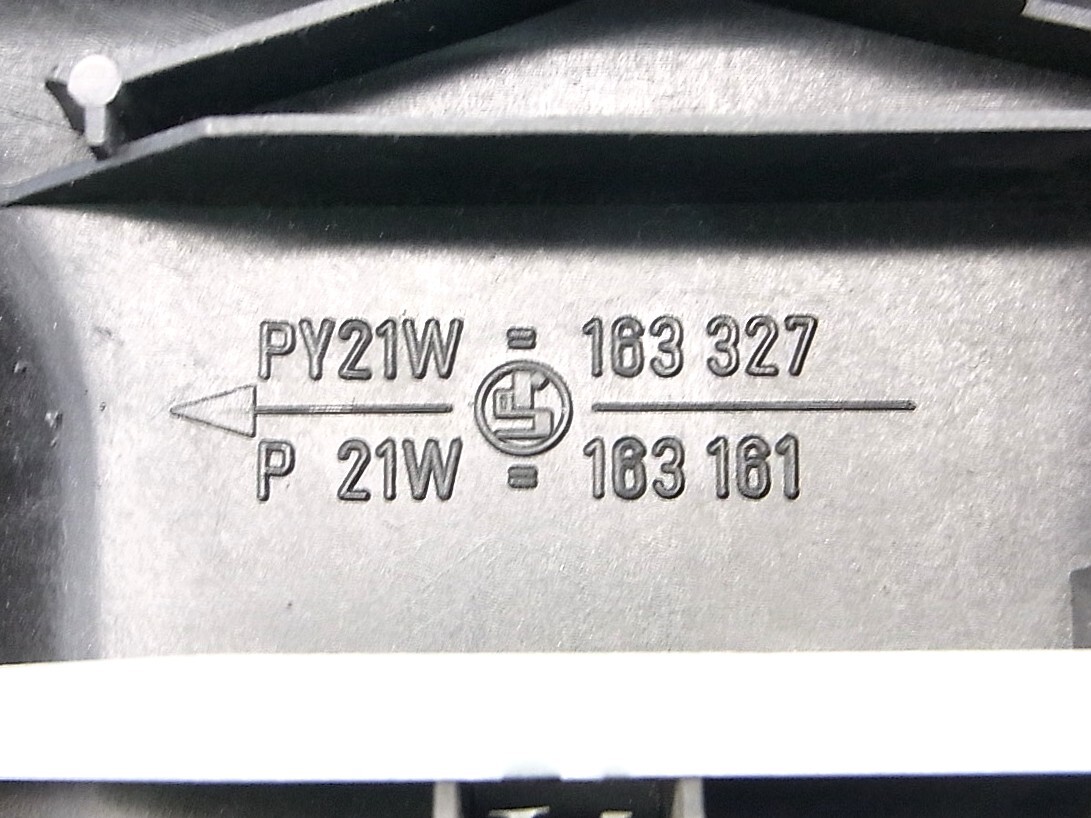 PY21W = 163 327
P 21W = 163 161